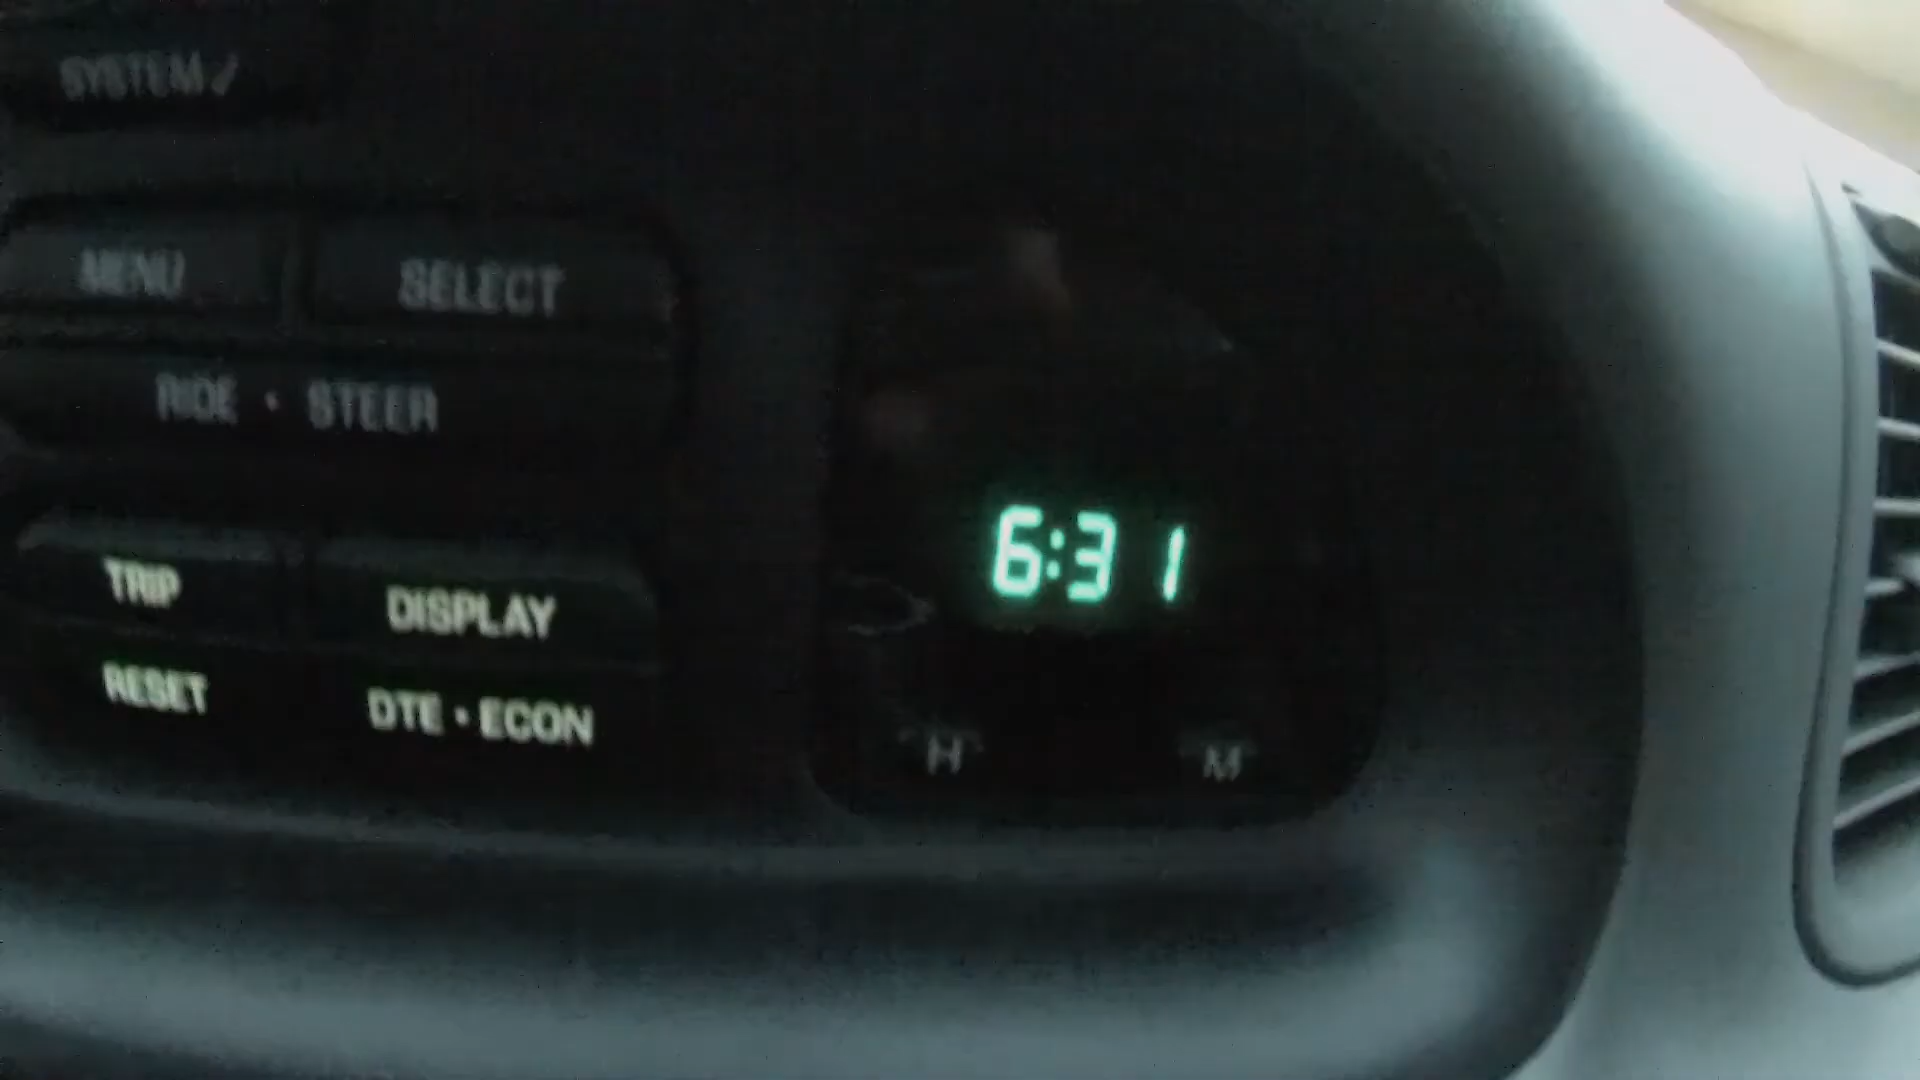 SYSTEM✓
MENU SELECT
RIDE • STEER
6:31
TRIP DISPLAY
RESET DTE • ECON
H M